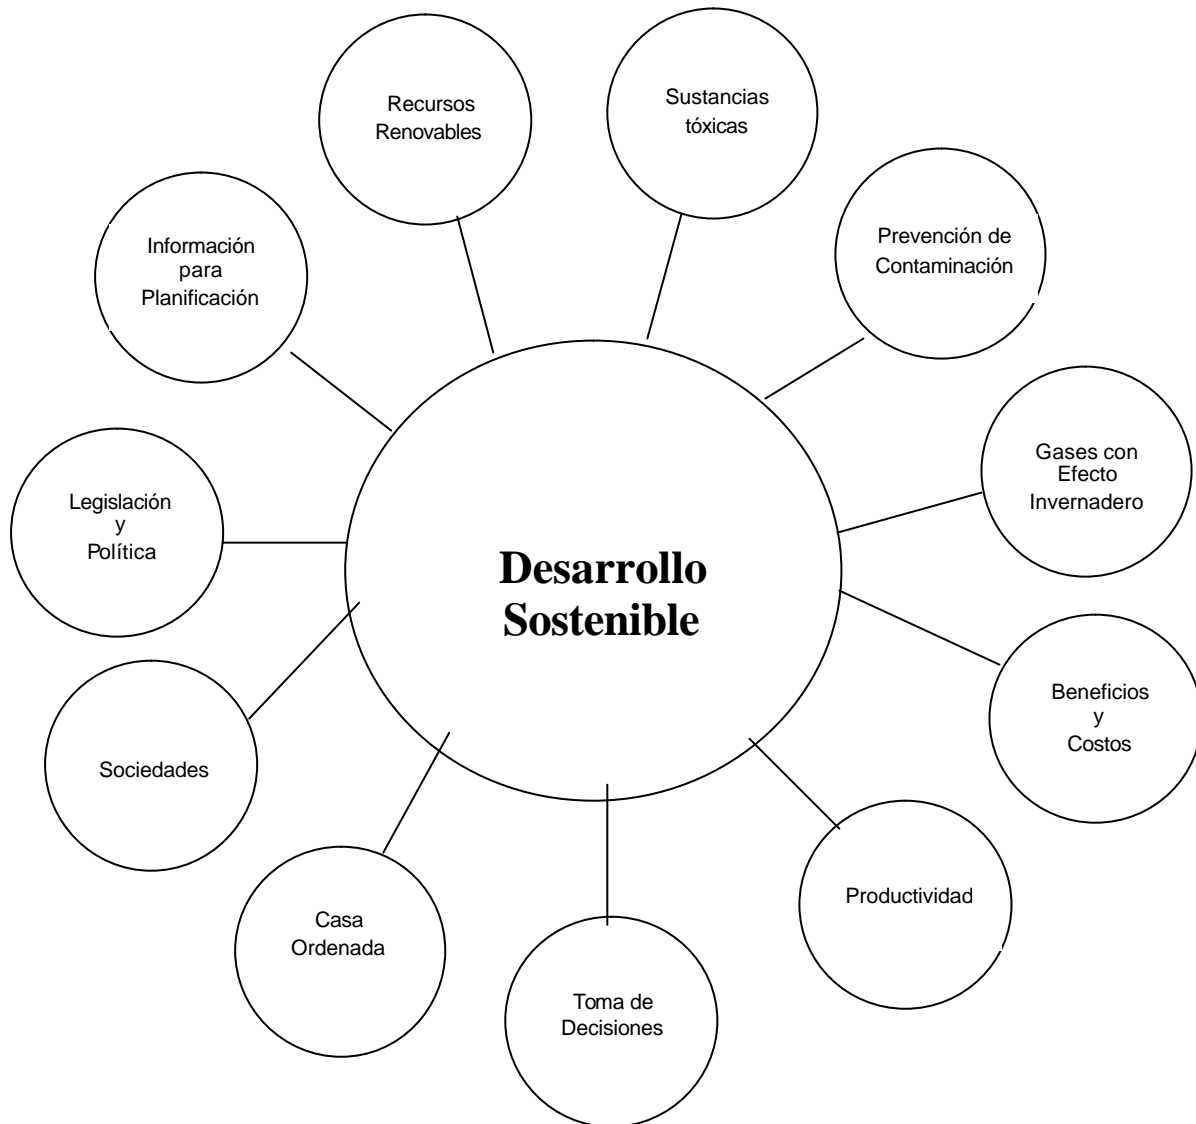 Recursos
Renovables
Sustancias
tóxicas
Prevención de
Contaminación
Información
para
Planificación
Gases con
Efecto
Invernadero
Legislación
y
Política
Desarrollo
Sostenible
Beneficios
y
Costos
Sociedades
Productividad
Casa
Ordenada
Toma de
Decisiones